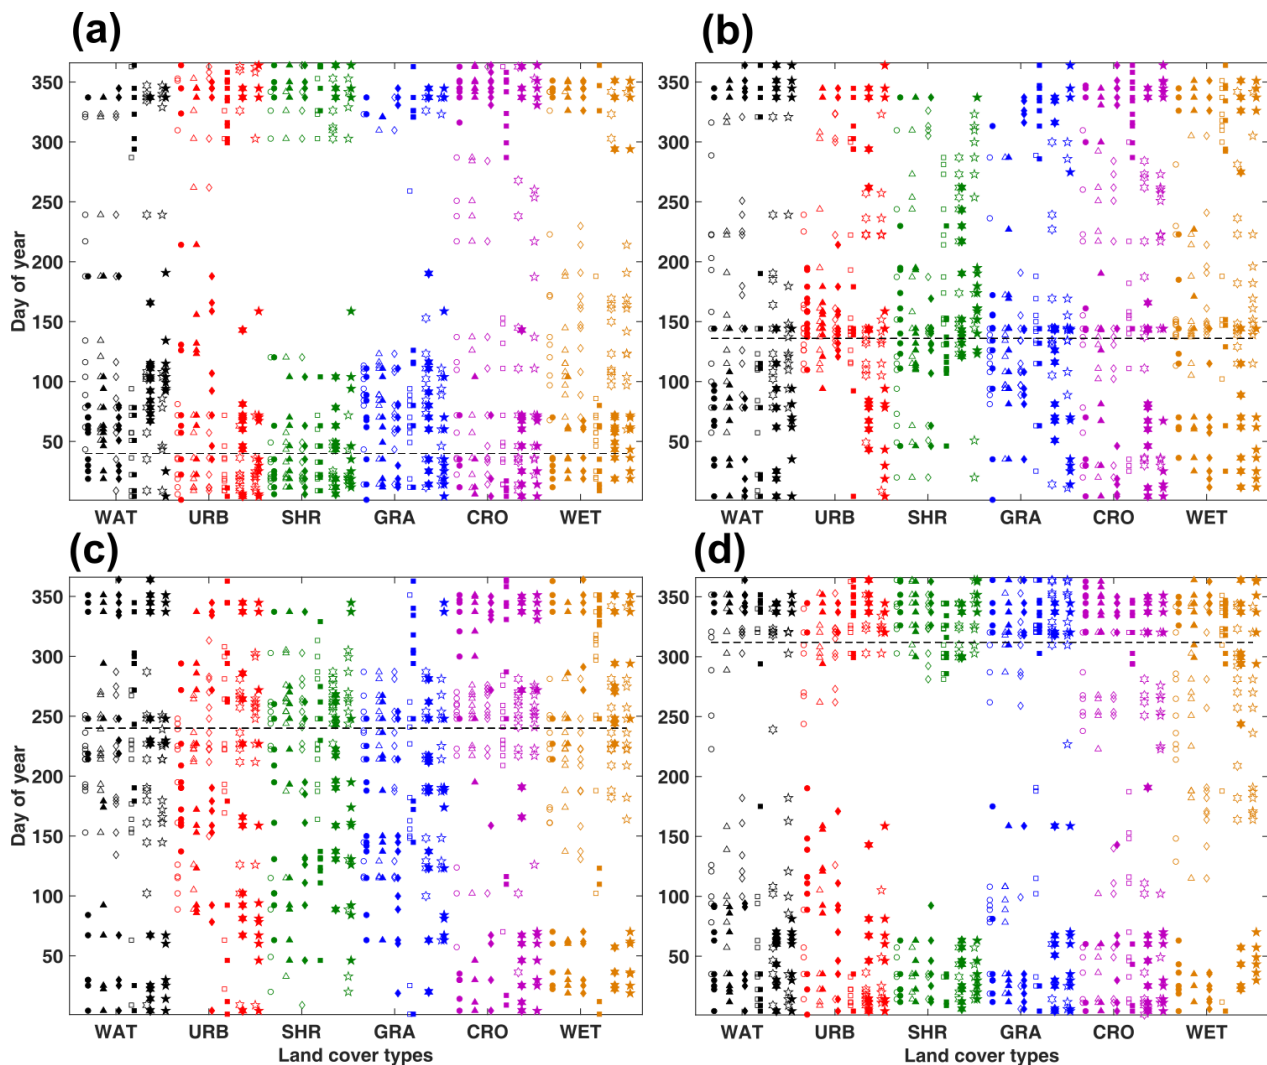 (a)
(b)
350
300
250
200
150
100
50
Day of year
WAT URB SHR GRA CRO WET
350
300
250
200
150
100
50
WAT URB SHR GRA CRO WET
(c)
(d)
350
300
250
200
150
100
50
Day of year
WAT URB SHR GRA CRO WET
Land cover types
350
300
250
200
150
100
50
WAT URB SHR GRA CRO WET
Land cover types